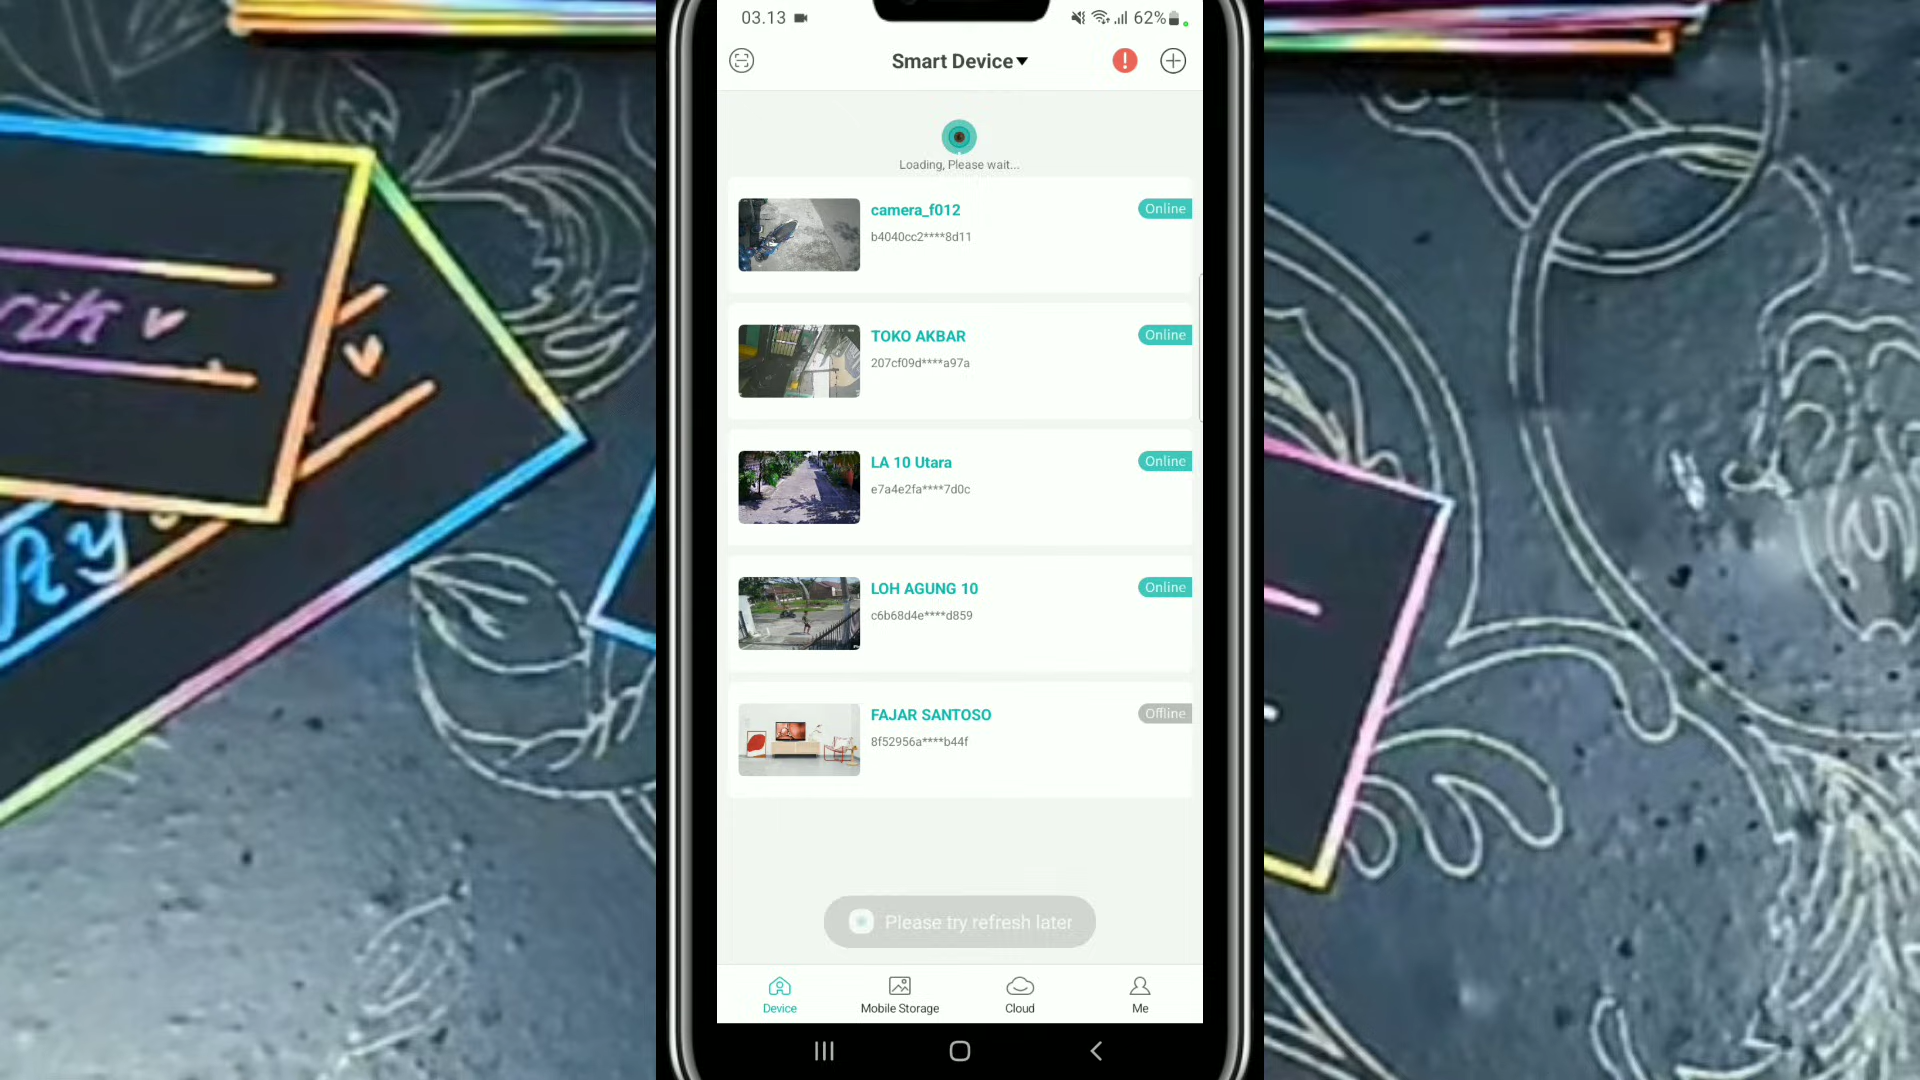 03.13
62%
Smart Device
Loading, Please wait...
camera_f012
Online
b4040cc2****8d11
TOKO AKBAR
Online
207cf09d****a97a
LA 10 Utara
Online
e7a4e2fa****7d0c
LOH AGUNG 10
Online
c6b68d4e****d859
FAJAR SANTOSO
Offline
8f52956a****b44f
Please try refresh later
Device
Mobile Storage
Cloud
Me